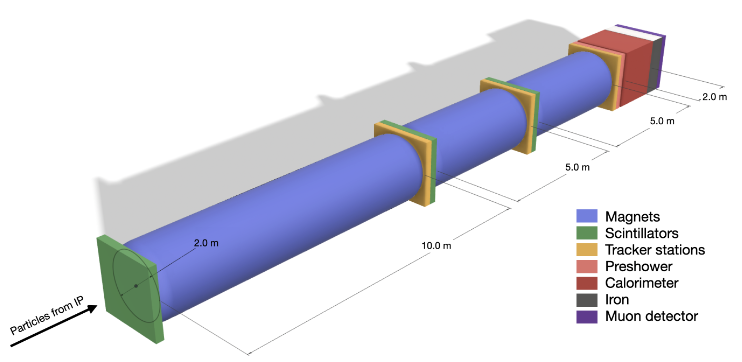 2.0 m
5.0 m
5.0 m
10.0 m
2.0 m
Particles from IP
Magnets
Scintillators
Tracker stations
Preshower
Calorimeter
Iron
Muon detector